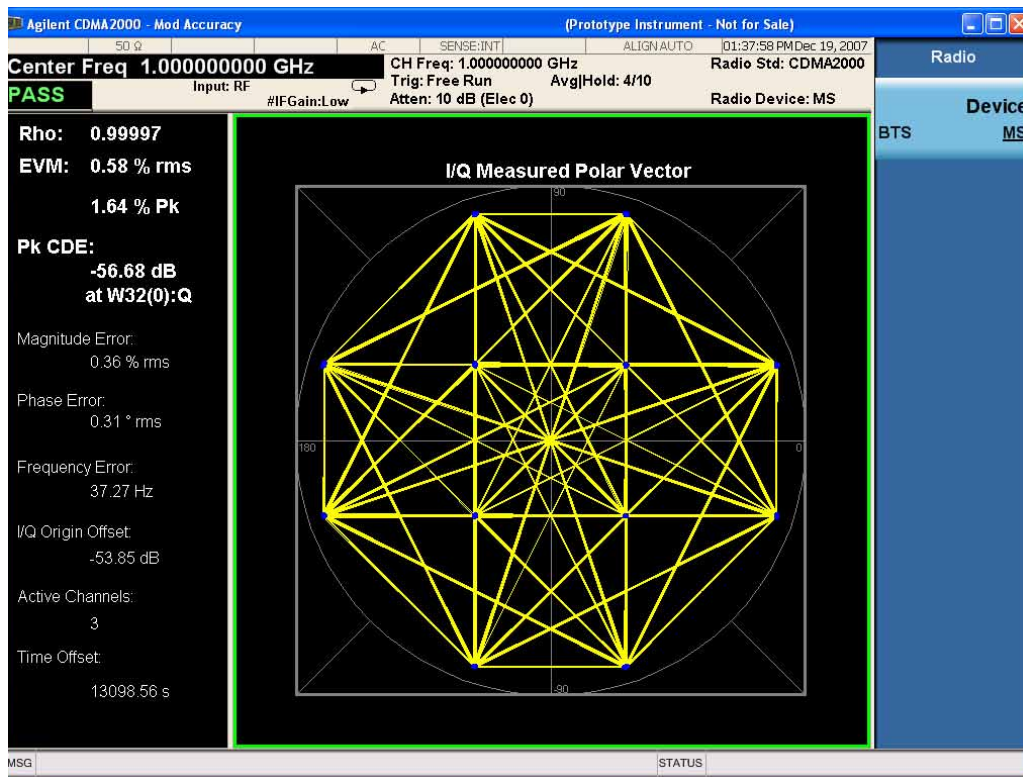 Agilent CDMA2000 - Mod Accuracy (Prototype Instrument - Not for Sale)
50 Ω AC SENSE:INT ALIGN AUTO 01:37:58 PM Dec 19, 2007
Center Freq 1.000000000 GHz
CH Freq: 1.000000000 GHz Radio Std: CDMA2000
Trig: Free Run Avg|Hold: 4/10
PASS Input: RF #IFGain:Low
Atten: 10 dB (Elec 0) Radio Device: MS
Radio
Device
BTS MS
Rho: 0.99997
EVM: 0.58 % rms
1.64 % Pk
Pk CDE:
-56.68 dB
at W32(0):Q
Magnitude Error:
0.36 % rms
Phase Error:
0.31 ° rms
Frequency Error:
37.27 Hz
I/Q Origin Offset:
-53.85 dB
Active Channels:
3
Time Offset:
13098.56 s
I/Q Measured Polar Vector
90
180 0
-90
MSG STATUS